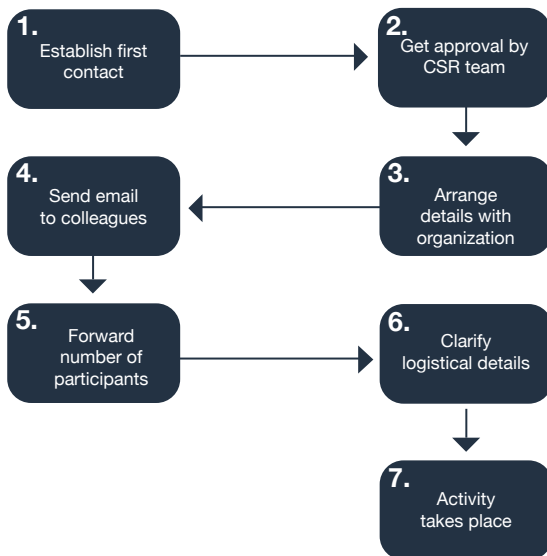 1.
Establish first
contact
2.
Get approval by
CSR team
3.
Arrange
details with
organization
4.
Send email
to colleagues
5.
Forward
number of
participants
6.
Clarify
logistical details
7.
Activity
takes place